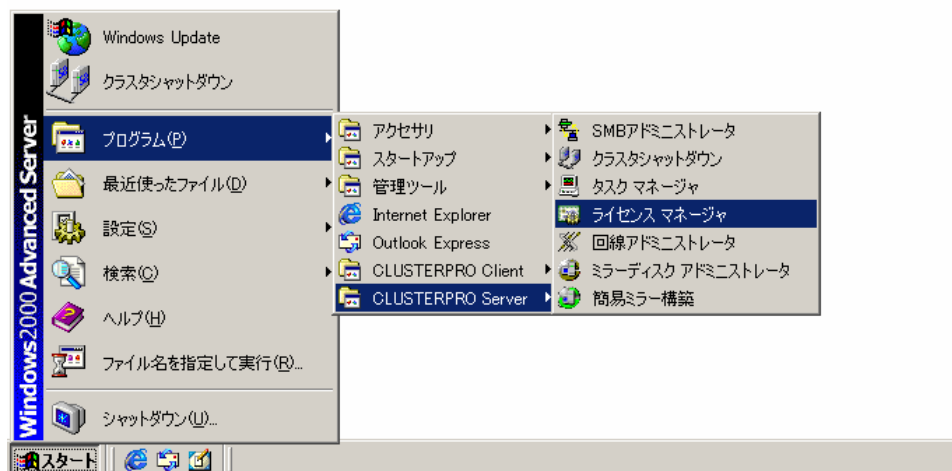 Windows Update
クラスタシャットダウン
プログラム(P)
最近使ったファイル(D)
設定(S)
検索(C)
ヘルプ(H)
ファイル名を指定して実行(R)...
シャットダウン(U)...
Windows2000 Advanced Server
アクセサリ
スタートアップ
管理ツール
Internet Explorer
Outlook Express
CLUSTERPRO Client
CLUSTERPRO Server
SMBアドミニストレータ
クラスタシャットダウン
タスク マネージャ
ライセンス マネージャ
回線アドミニストレータ
ミラーディスク アドミニストレータ
簡易ミラー構築
スタート